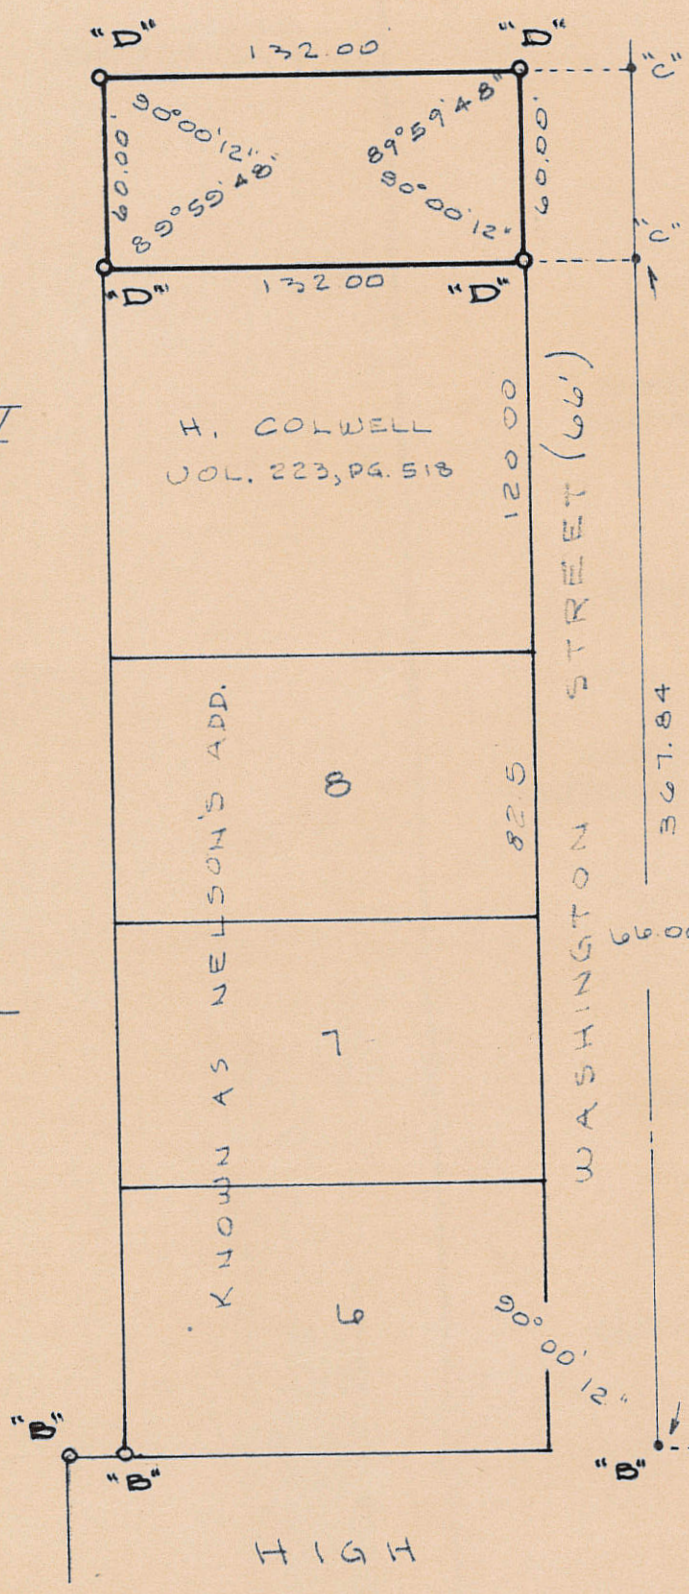 "D"
132.00
"D"
"C"
60.00'
90°00'12"
89°59'48"
89°59'48"
90°00'12"
60.00'
"C"
"D"
132.00
"D"
H. COLWELL
VOL. 223, PG. 518
120.00
WASHINGTON STREET (66')
367.84
KNOWN AS NELSON'S ADD.
8
82.5
7
6
90°00'12"
"B"
"B"
"B"
HIGH